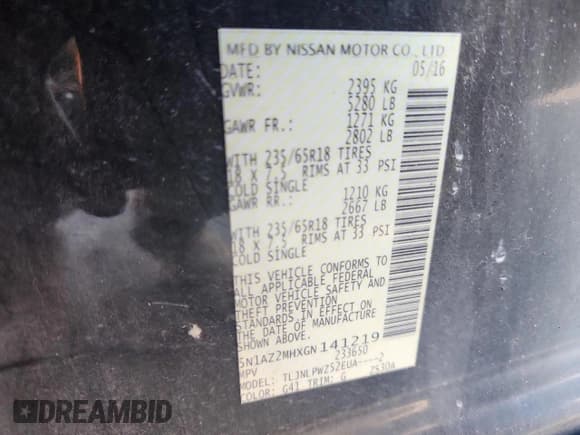 MFD BY NISSAN MOTOR CO., LTD.
DATE: 05/16
GVWR: 2395 KG
5280 LB
GAWR FR.: 1271 KG
2802 LB
WITH 235/65R18 TIRES
18 X 7.5 RIMS AT 33 PSI
COLD SINGLE
GAWR RR.: 1210 KG
2667 LB
WITH 235/65R18 TIRES
18 X 7.5 RIMS AT 33 PSI
COLD SINGLE
THIS VEHICLE CONFORMS TO
ALL APPLICABLE FEDERAL
MOTOR VEHICLE SAFETY AND
THEFT PREVENTION
STANDARDS IN EFFECT ON
THE DATE OF MANUFACTURE
5N1AZ2MHXGN141219
MPV 233650
MODEL: TLJNLPWZ52EUA----2
COLOR: G41 TRIM: G Z530A
DREAMBID